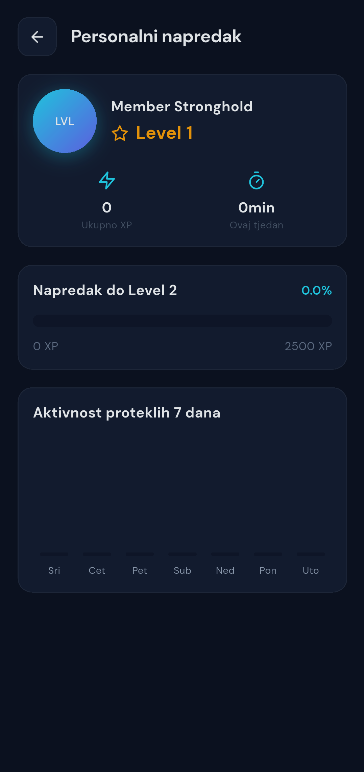 Personalni napredak
LVL
Member Stronghold
Level 1
0
0min
Ukupno XP
Ovaj tjedan
Napredak do Level 2
0.0%
0 XP
2500 XP
Aktivnost proteklih 7 dana
Sri Cet Pet Sub Ned Pon Uto